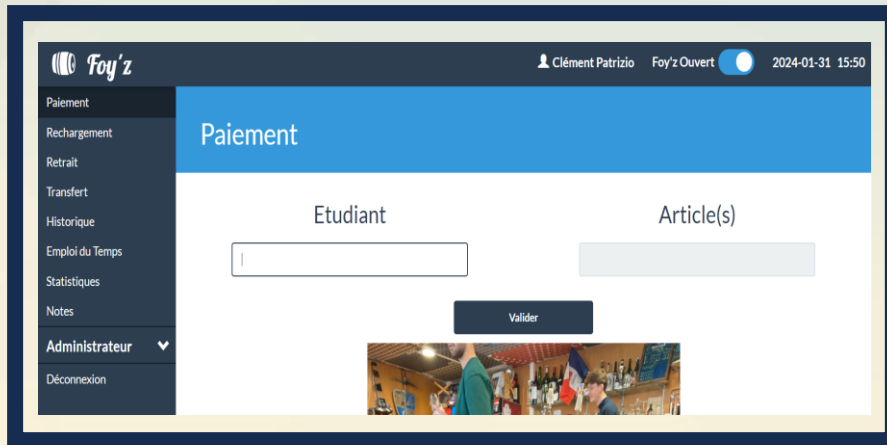 Foy'z
Clément Patrizio Foy'z Ouvert 2024-01-31 15:50
Paiement
Rechargement
Retrait
Transfert
Historique
Emploi du Temps
Statistiques
Notes
Administrateur
Déconnexion
Paiement
Etudiant
Article(s)
Valider